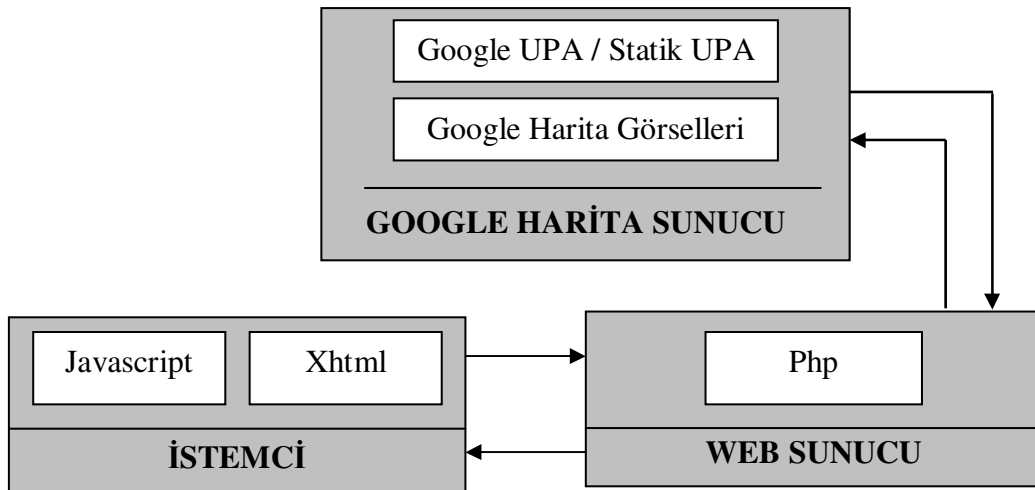 Google UPA / Statik UPA
Google Harita Görselleri
GOOGLE HARİTA SUNUCU
Javascript
Xhtml
İSTEMCİ
Php
WEB SUNUCU